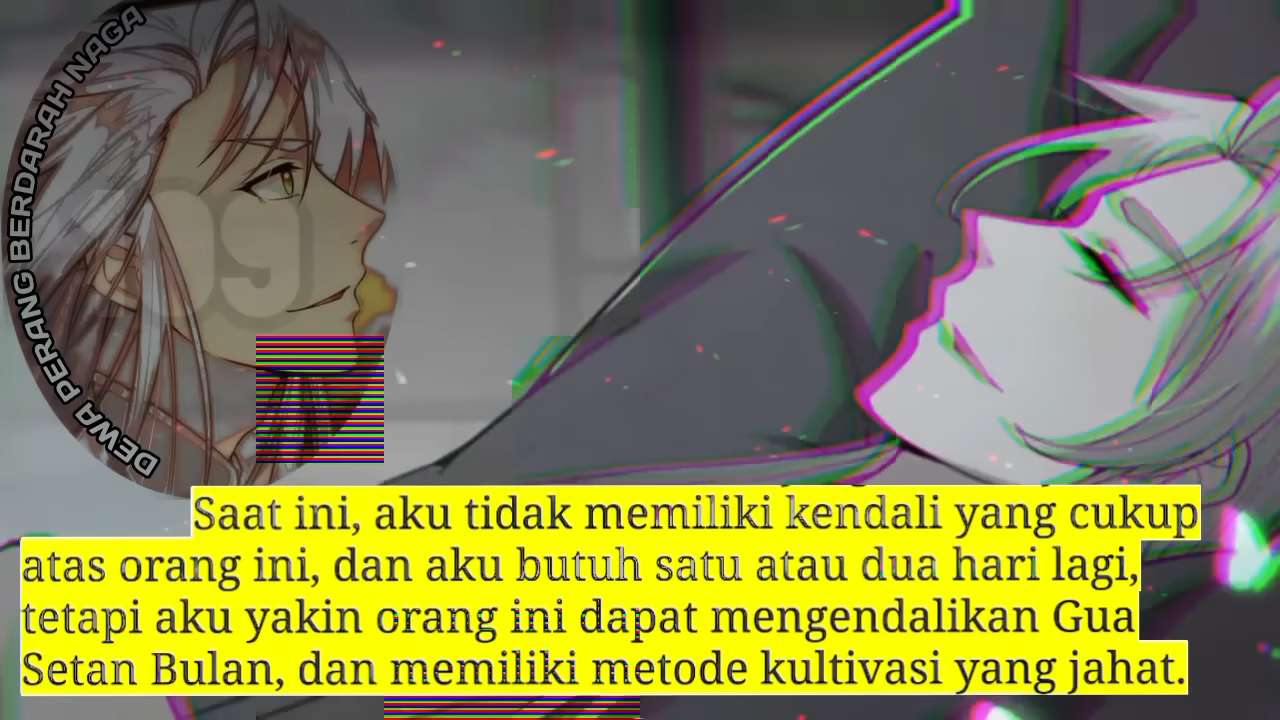 DEWA PERANG BERDARAH NAGA
109
Saat ini, aku tidak memiliki kendali yang cukup
atas orang ini, dan aku butuh satu atau dua hari lagi,
tetapi aku yakin orang ini dapat mengendalikan Gua
Setan Bulan, dan memiliki metode kultivasi yang jahat.